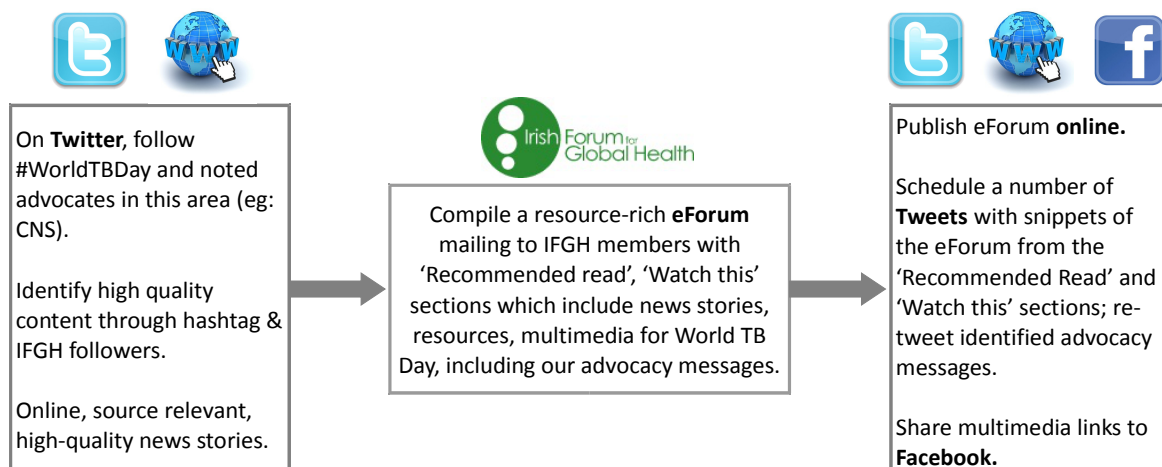 WWW
WWW
On Twitter, follow
#WorldTBDay and noted
advocates in this area (eg:
CNS).
Identify high quality
content through hashtag &
IFGH followers.
Online, source relevant,
high-quality news stories.
Irish Forum for
Global Health
Compile a resource-rich eForum
mailing to IFGH members with
‘Recommended read’, ‘Watch this’
sections which include news stories,
resources, multimedia for World TB
Day, including our advocacy messages.
Publish eForum online.
Schedule a number of
Tweets with snippets of
the eForum from the
‘Recommended Read’ and
‘Watch this’ sections; re-
tweet identified advocacy
messages.
Share multimedia links to
Facebook.